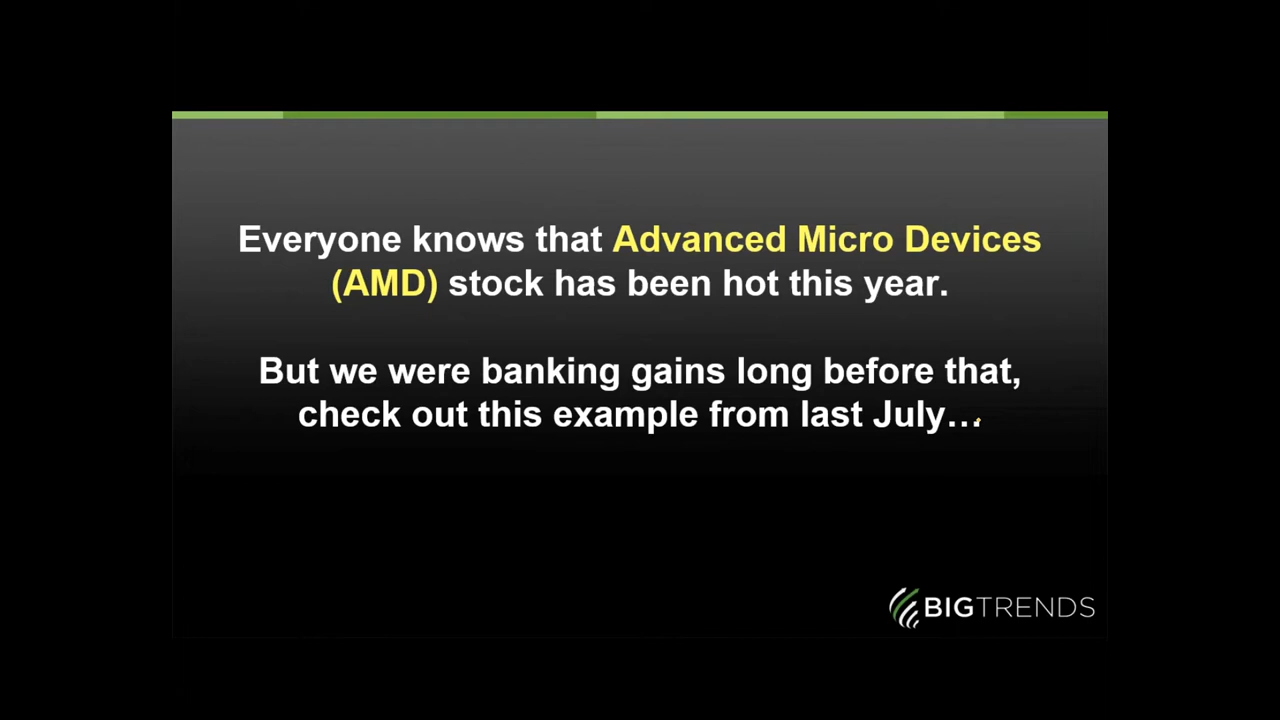 Everyone knows that Advanced Micro Devices
(AMD) stock has been hot this year.
But we were banking gains long before that,
check out this example from last July…
BIGTRENDS